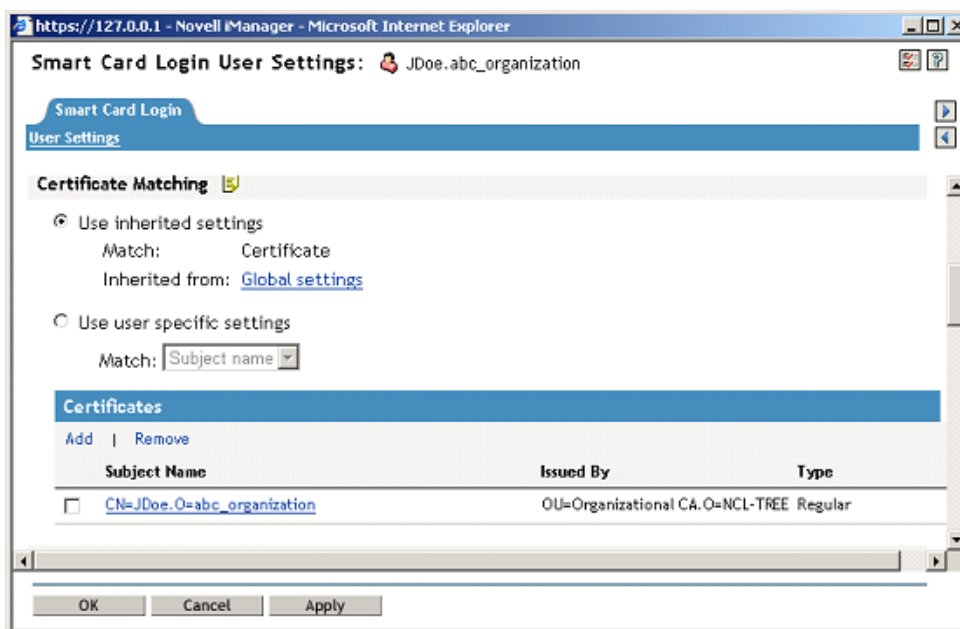 https://127.0.0.1 - Novell iManager - Microsoft Internet Explorer
Smart Card Login User Settings: JDoe.abc_organization
Smart Card Login
User Settings
Certificate Matching
Use inherited settings
Match: Certificate
Inherited from: Global settings
Use user specific settings
Match: Subject name
Certificates
Add | Remove
Subject Name Issued By Type
CN=JDoe.O=abc_organization OU=Organizational CA.O=NCL-TREE Regular
OK Cancel Apply